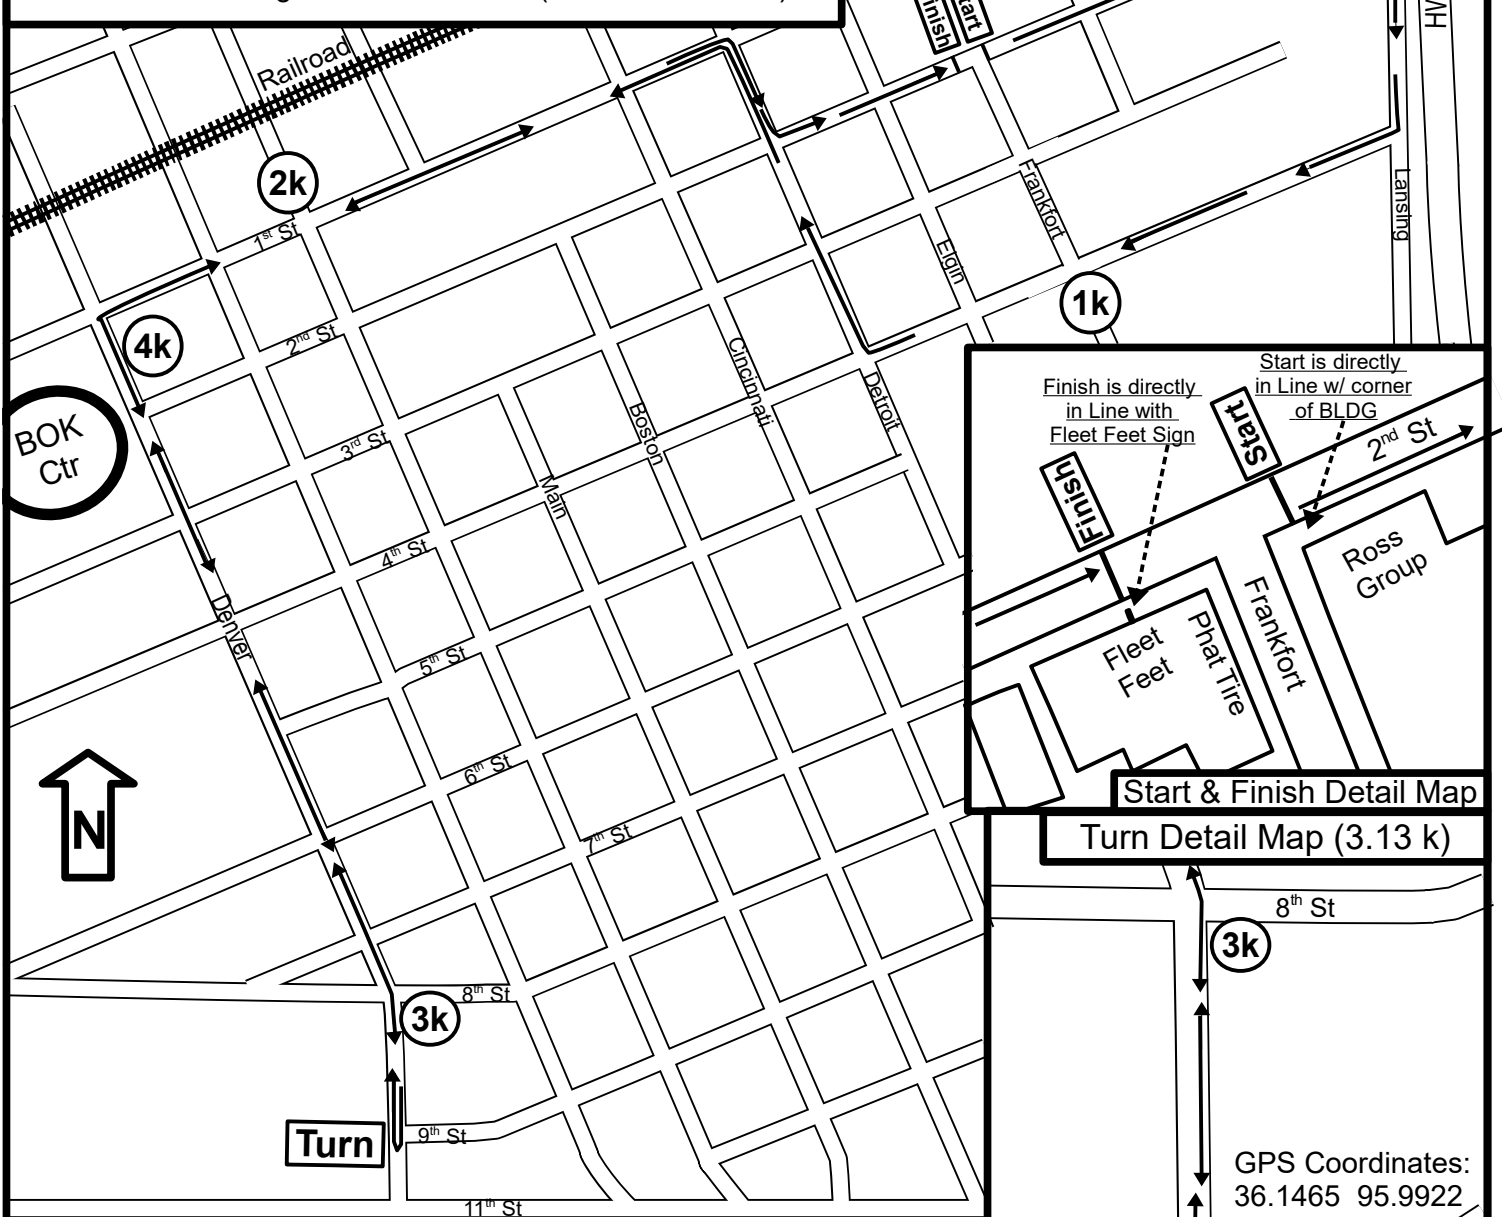 Finish
Start
HW
Railroad
2k
1st St
Frankfort
Lansing
Elgin
1k
4k
2nd St
Cincinnati
Detroit
BOK
Ctr
3rd St
Boston
Main
4th St
Denver
5th St
6th St
7th St
N
8th St
3k
Turn
9th St
11th St
Finish is directly
in Line with
Fleet Feet Sign
Start is directly
in Line w/ corner
of BLDG
Start
2nd St
Finish
Ross
Group
Frankfort
Fleet
Feet
Phat Tire
Start & Finish Detail Map
Turn Detail Map (3.13 k)
8th St
3k
GPS Coordinates:
36.1465 95.9922